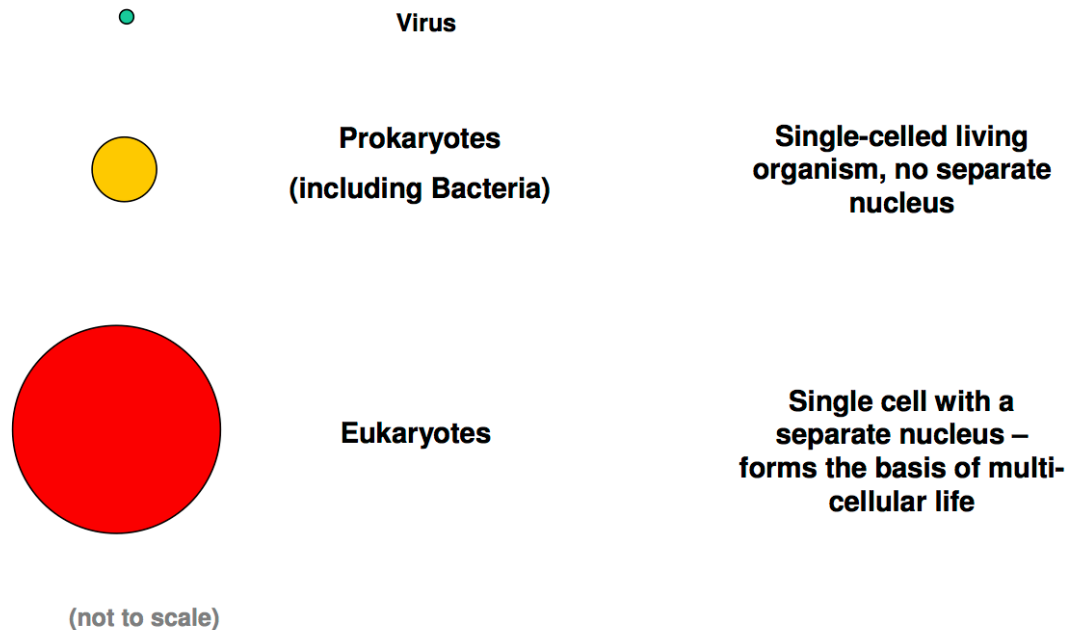 Virus
Prokaryotes
(including Bacteria)
Single-celled living
organism, no separate
nucleus
Eukaryotes
Single cell with a
separate nucleus –
forms the basis of multi-
cellular life
(not to scale)